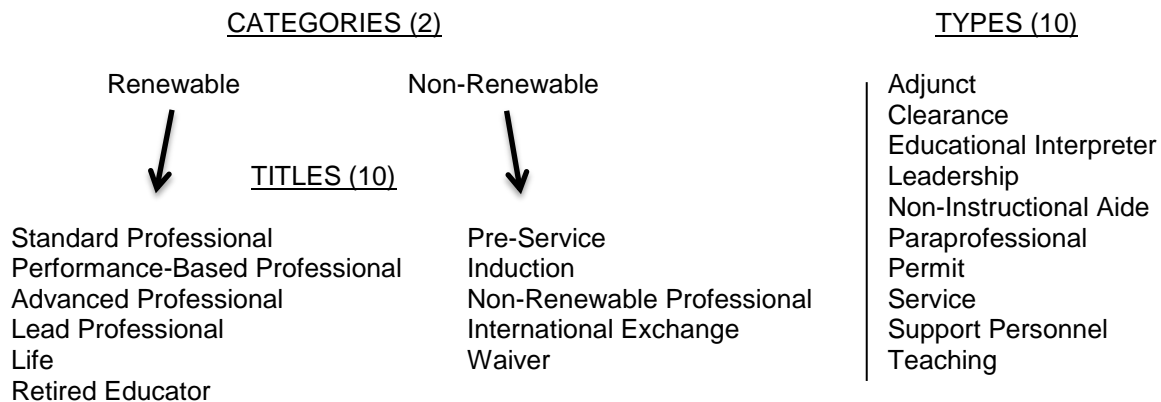 CATEGORIES (2)
Renewable
Non-Renewable
TITLES (10)
Standard Professional
Performance-Based Professional
Advanced Professional
Lead Professional
Life
Retired Educator
Pre-Service
Induction
Non-Renewable Professional
International Exchange
Waiver
TYPES (10)
Adjunct
Clearance
Educational Interpreter
Leadership
Non-Instructional Aide
Paraprofessional
Permit
Service
Support Personnel
Teaching